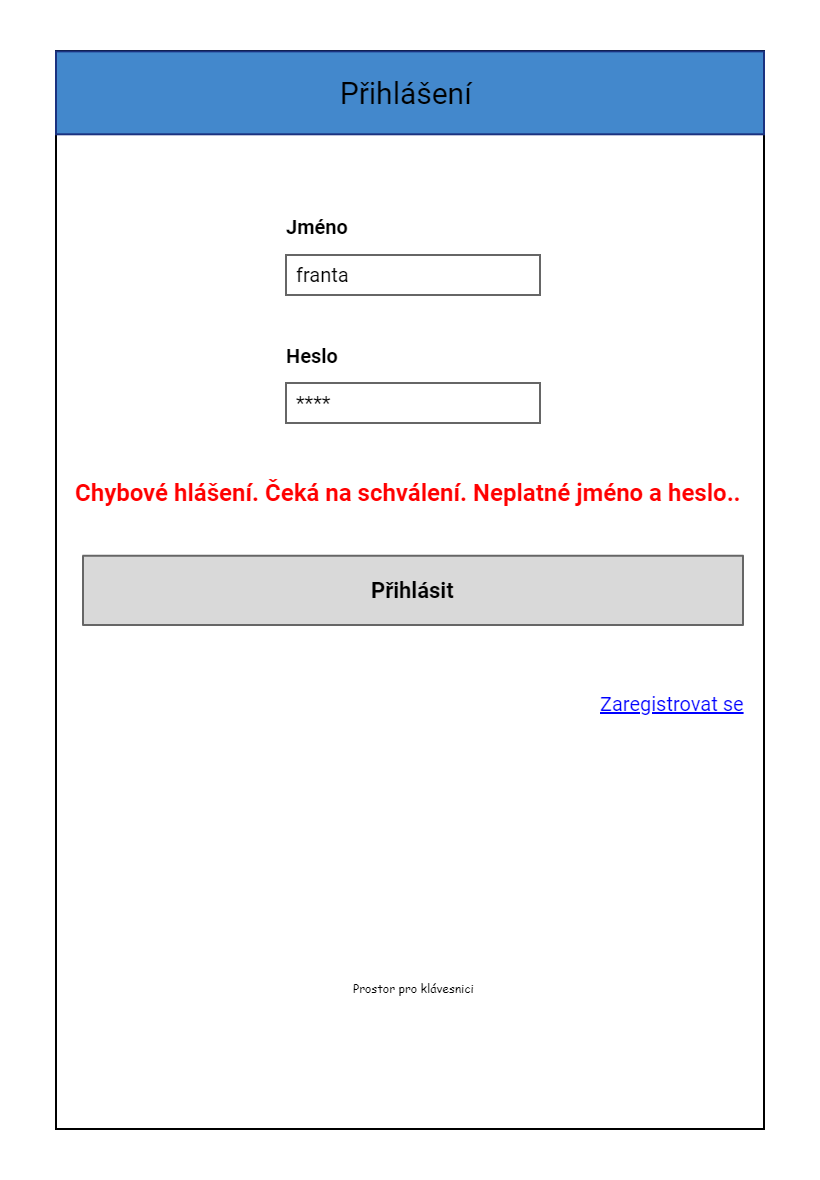 Přihlášení
Jméno
franta
Heslo
****
Chybové hlášení. Čeká na schválení. Neplatné jméno a heslo..
Přihlásit
Zaregistrovat se
Prostor pro klávesnici